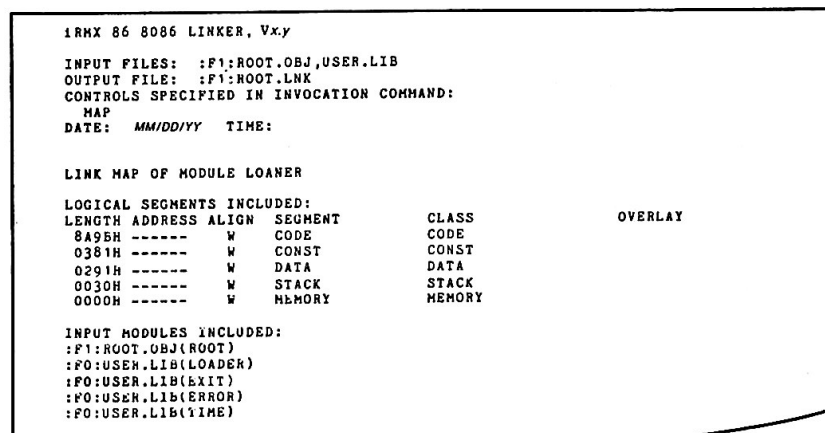 iRMX 86 8086 LINKER, Vx.y
INPUT FILES: :F1:ROOT.OBJ,USER.LIB
OUTPUT FILE: :F1:ROOT.LNK
CONTROLS SPECIFIED IN INVOCATION COMMAND:
MAP
DATE: MM/DD/YY TIME:
LINK MAP OF MODULE LOANER
LOGICAL SEGMENTS INCLUDED:
LENGTH ADDRESS ALIGN SEGMENT CLASS OVERLAY
8A9BH ------ W CODE CODE
0381H ------ W CONST CONST
0291H ------ W DATA DATA
0030H ------ W STACK STACK
0000H ------ W MEMORY MEMORY
INPUT MODULES INCLUDED:
:F1:ROOT.OBJ(ROOT)
:F0:USER.LIB(LOADER)
:F0:USER.LIB(EXIT)
:F0:USER.LIB(ERROR)
:F0:USER.LIB(TIME)